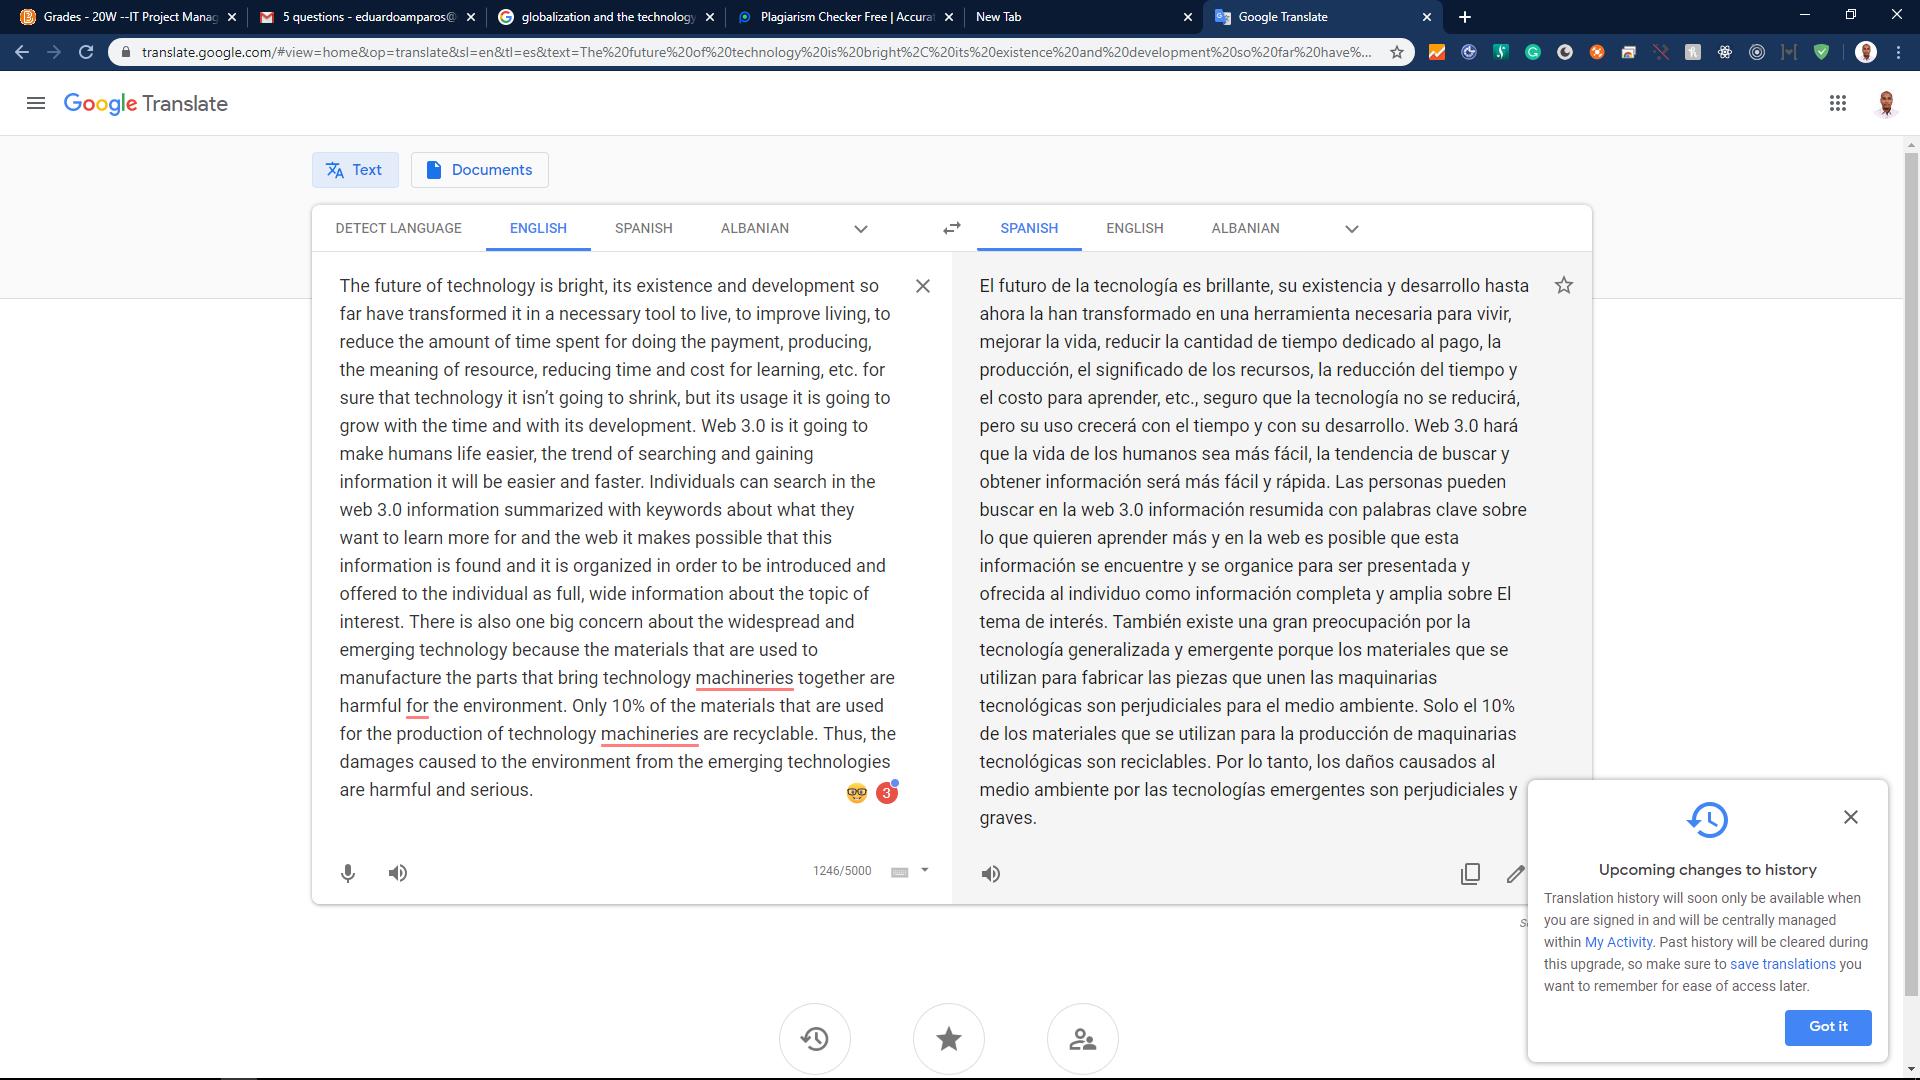 Grades - 20W --IT Project Manag
5 questions - eduardoamparos@
globalization and the technology
Plagiarism Checker Free | Accurat
New Tab
Google Translate
translate.google.com/#view=home&op=translate&sl=en&tl=es&text=The%20future%20of%20technology%20is%20bright%2C%20its%20existence%20and%20development%20so%20far%20have%...
Google Translate
Text
Documents
DETECT LANGUAGE
ENGLISH
SPANISH
ALBANIAN
SPANISH
ENGLISH
ALBANIAN
The future of technology is bright, its existence and development so
far have transformed it in a necessary tool to live, to improve living, to
reduce the amount of time spent for doing the payment, producing,
the meaning of resource, reducing time and cost for learning, etc. for
sure that technology it isn’t going to shrink, but its usage it is going to
grow with the time and with its development. Web 3.0 is it going to
make humans life easier, the trend of searching and gaining
information it will be easier and faster. Individuals can search in the
web 3.0 information summarized with keywords about what they
want to learn more for and the web it makes possible that this
information is found and it is organized in order to be introduced and
offered to the individual as full, wide information about the topic of
interest. There is also one big concern about the widespread and
emerging technology because the materials that are used to
manufacture the parts that bring technology machineries together are
harmful for the environment. Only 10% of the materials that are used
for the production of technology machineries are recyclable. Thus, the
damages caused to the environment from the emerging technologies
are harmful and serious.
3
1246/5000
El futuro de la tecnología es brillante, su existencia y desarrollo hasta
ahora la han transformado en una herramienta necesaria para vivir,
mejorar la vida, reducir la cantidad de tiempo dedicado al pago, la
producción, el significado de los recursos, la reducción del tiempo y
el costo para aprender, etc., seguro que la tecnología no se reducirá,
pero su uso crecerá con el tiempo y con su desarrollo. Web 3.0 hará
que la vida de los humanos sea más fácil, la tendencia de buscar y
obtener información será más fácil y rápida. Las personas pueden
buscar en la web 3.0 información resumida con palabras clave sobre
lo que quieren aprender más y en la web es posible que esta
información se encuentre y se organice para ser presentada y
ofrecida al individuo como información completa y amplia sobre El
tema de interés. También existe una gran preocupación por la
tecnología generalizada y emergente porque los materiales que se
utilizan para fabricar las piezas que unen las maquinarias
tecnológicas son perjudiciales para el medio ambiente. Solo el 10%
de los materiales que se utilizan para la producción de maquinarias
tecnológicas son reciclables. Por lo tanto, los daños causados al
medio ambiente por las tecnologías emergentes son perjudiciales y
graves.
Upcoming changes to history
Translation history will soon only be available when
you are signed in and will be centrally managed
within My Activity. Past history will be cleared during
this upgrade, so make sure to save translations you
want to remember for ease of access later.
Got it